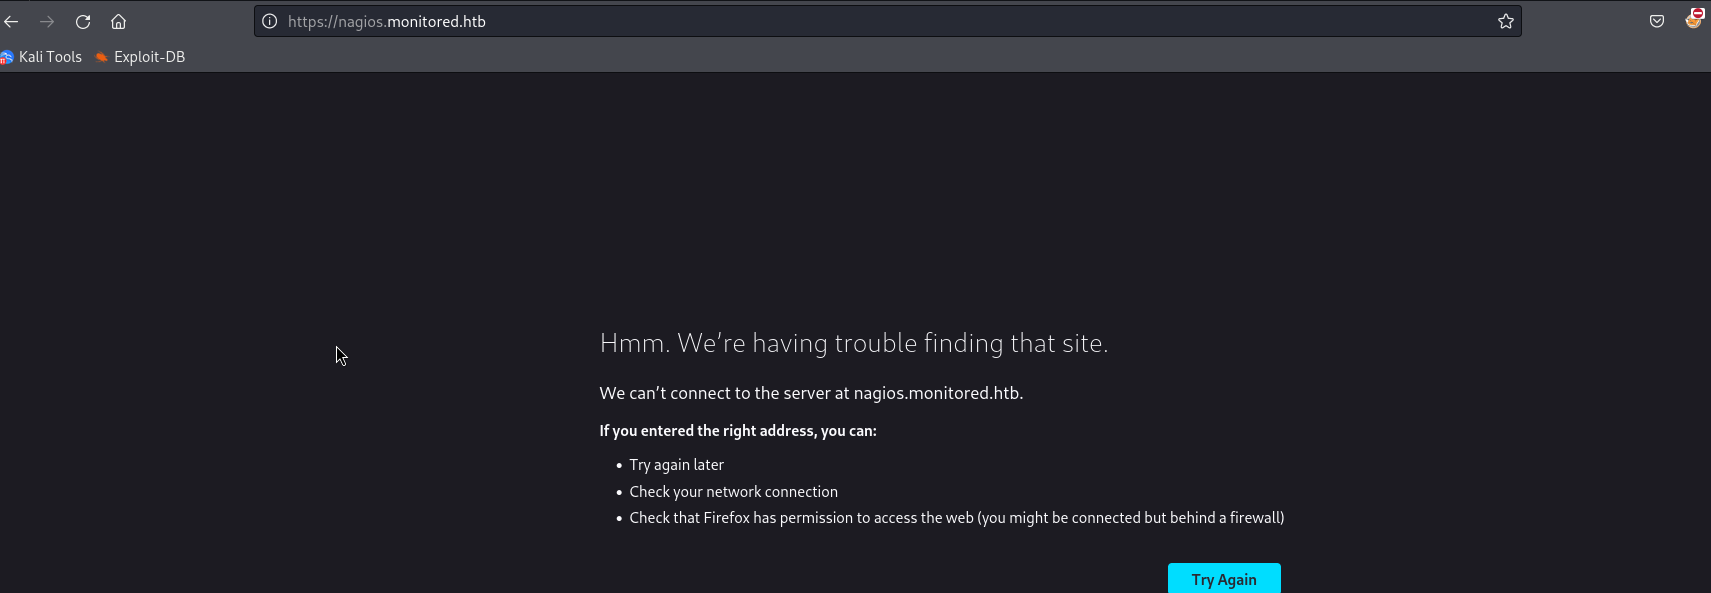 https://nagios.monitored.htb
Kali Tools Exploit-DB
Hmm. We’re having trouble finding that site.
We can’t connect to the server at nagios.monitored.htb.
If you entered the right address, you can:
• Try again later
• Check your network connection
• Check that Firefox has permission to access the web (you might be connected but behind a firewall)
Try Again